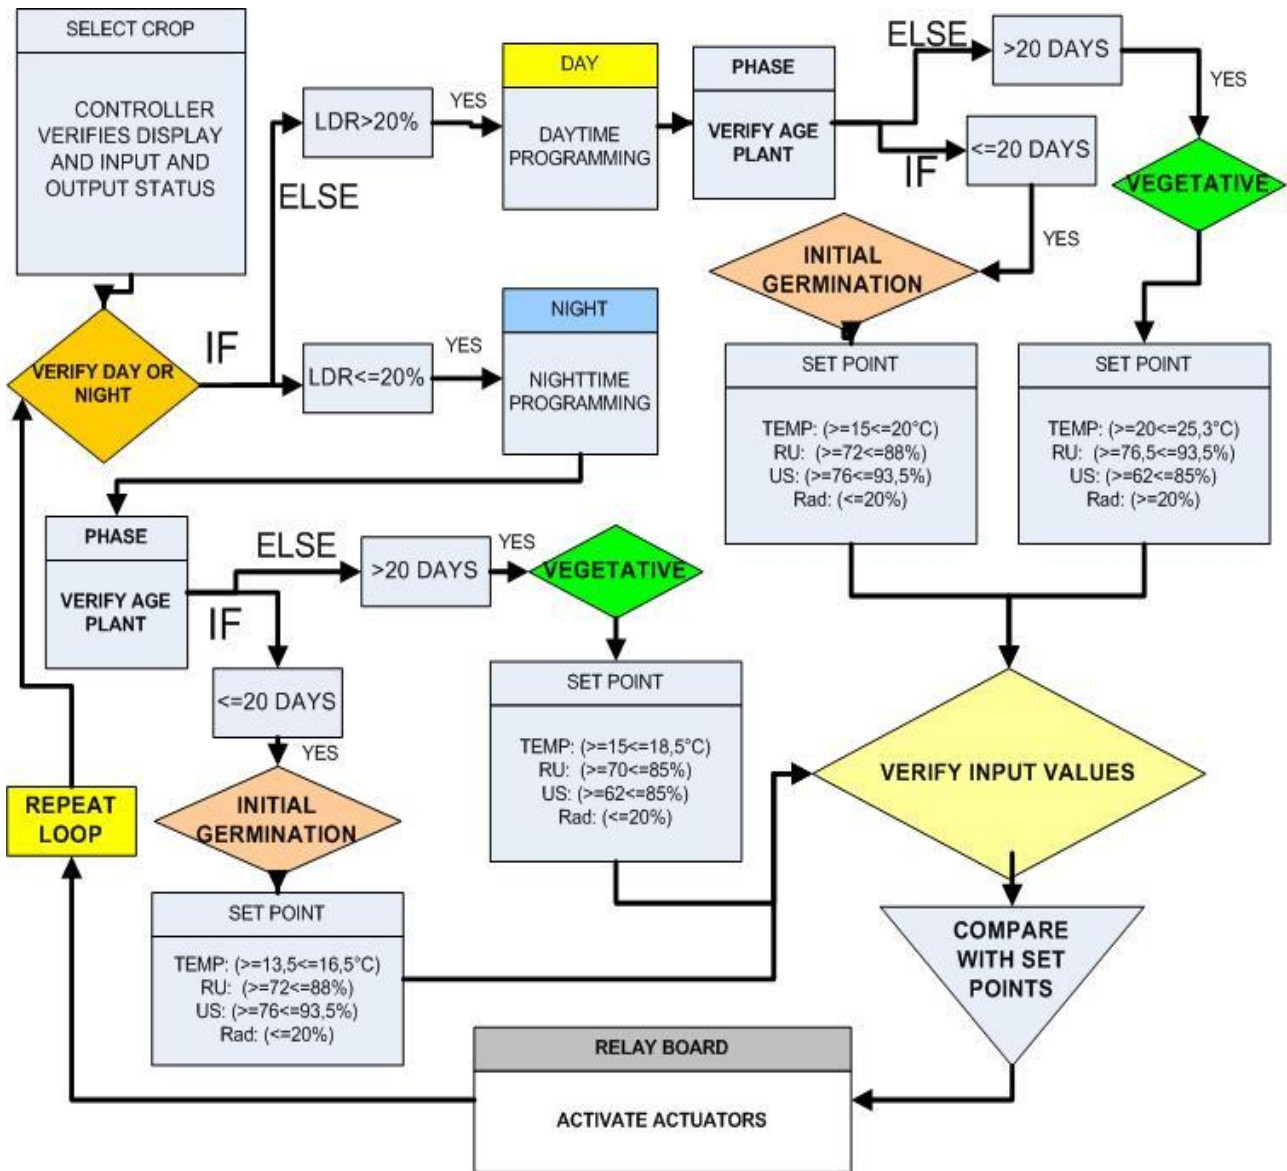 SELECT CROP
CONTROLLER
VERIFIES DISPLAY
AND INPUT AND
OUTPUT STATUS
VERIFY DAY OR
NIGHT
IF
ELSE
LDR>20%
YES
DAY
DAYTIME
PROGRAMMING
PHASE
VERIFY AGE
PLANT
ELSE
>20 DAYS
YES
IF
<=20 DAYS
YES
VEGETATIVE
INITIAL
GERMINATION
LDR<=20%
YES
NIGHT
NIGHTTIME
PROGRAMMING
SET POINT
TEMP: (>=15<=20°C)
RU: (>=72<=88%)
US: (>=76<=93,5%)
Rad: (<=20%)
SET POINT
TEMP: (>=20<=25,3°C)
RU: (>=76,5<=93,5%)
US: (>=62<=85%)
Rad: (>=20%)
PHASE
VERIFY AGE
PLANT
ELSE
>20 DAYS
YES
VEGETATIVE
IF
<=20 DAYS
YES
INITIAL
GERMINATION
SET POINT
TEMP: (>=15<=18,5°C)
RU: (>=70<=85%)
US: (>=62<=85%)
Rad: (<=20%)
SET POINT
TEMP: (>=13,5<=16,5°C)
RU: (>=72<=88%)
US: (>=76<=93,5%)
Rad: (<=20%)
VERIFY INPUT VALUES
COMPARE
WITH SET
POINTS
RELAY BOARD
ACTIVATE ACTUATORS
REPEAT
LOOP